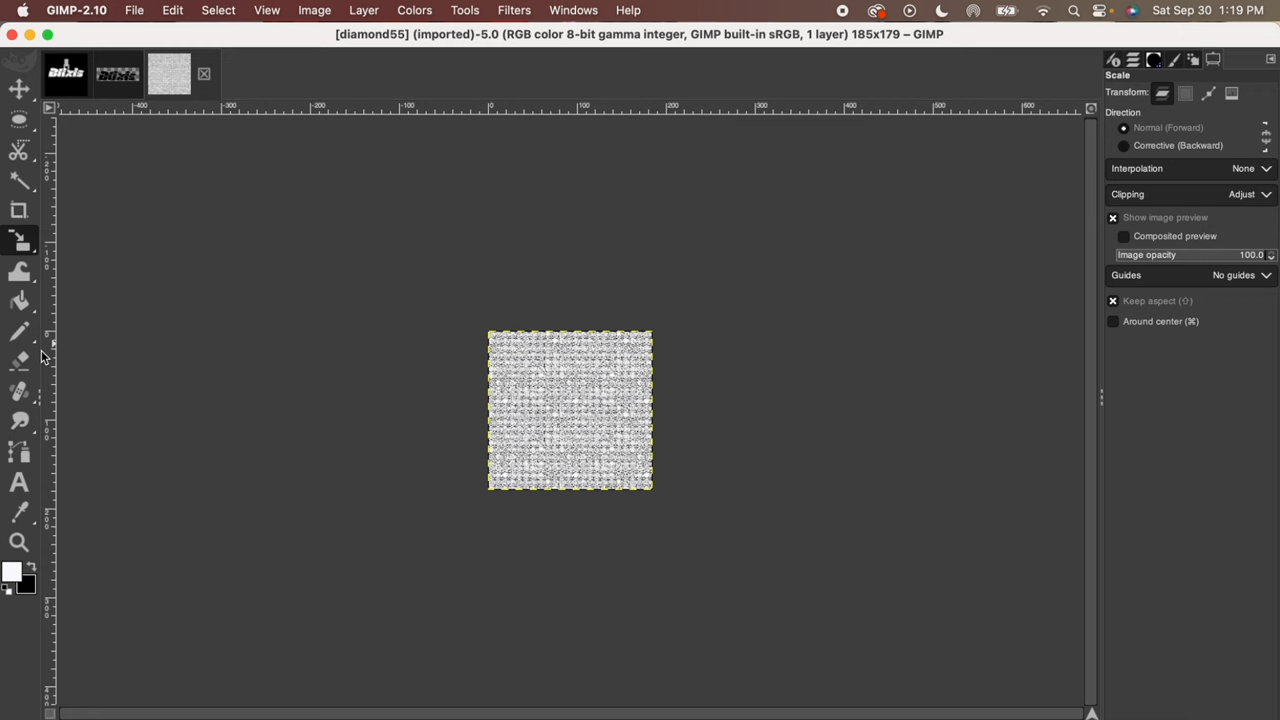 GIMP-2.10 File Edit Select View Image Layer Colors Tools Filters Windows Help Sat Sep 30 1:19 PM
[diamond55] (imported)-5.0 (RGB color 8-bit gamma integer, GIMP built-in sRGB, 1 layer) 185x179 – GIMP
Scale
Transform:
Direction
Normal (Forward)
Corrective (Backward)
Interpolation None
Clipping Adjust
Show image preview
Composited preview
Image opacity 100.0
Guides No guides
Keep aspect (⇧)
Around center (⌘)
-400 -300 -200 -100 0 100 200 300 400 500 600